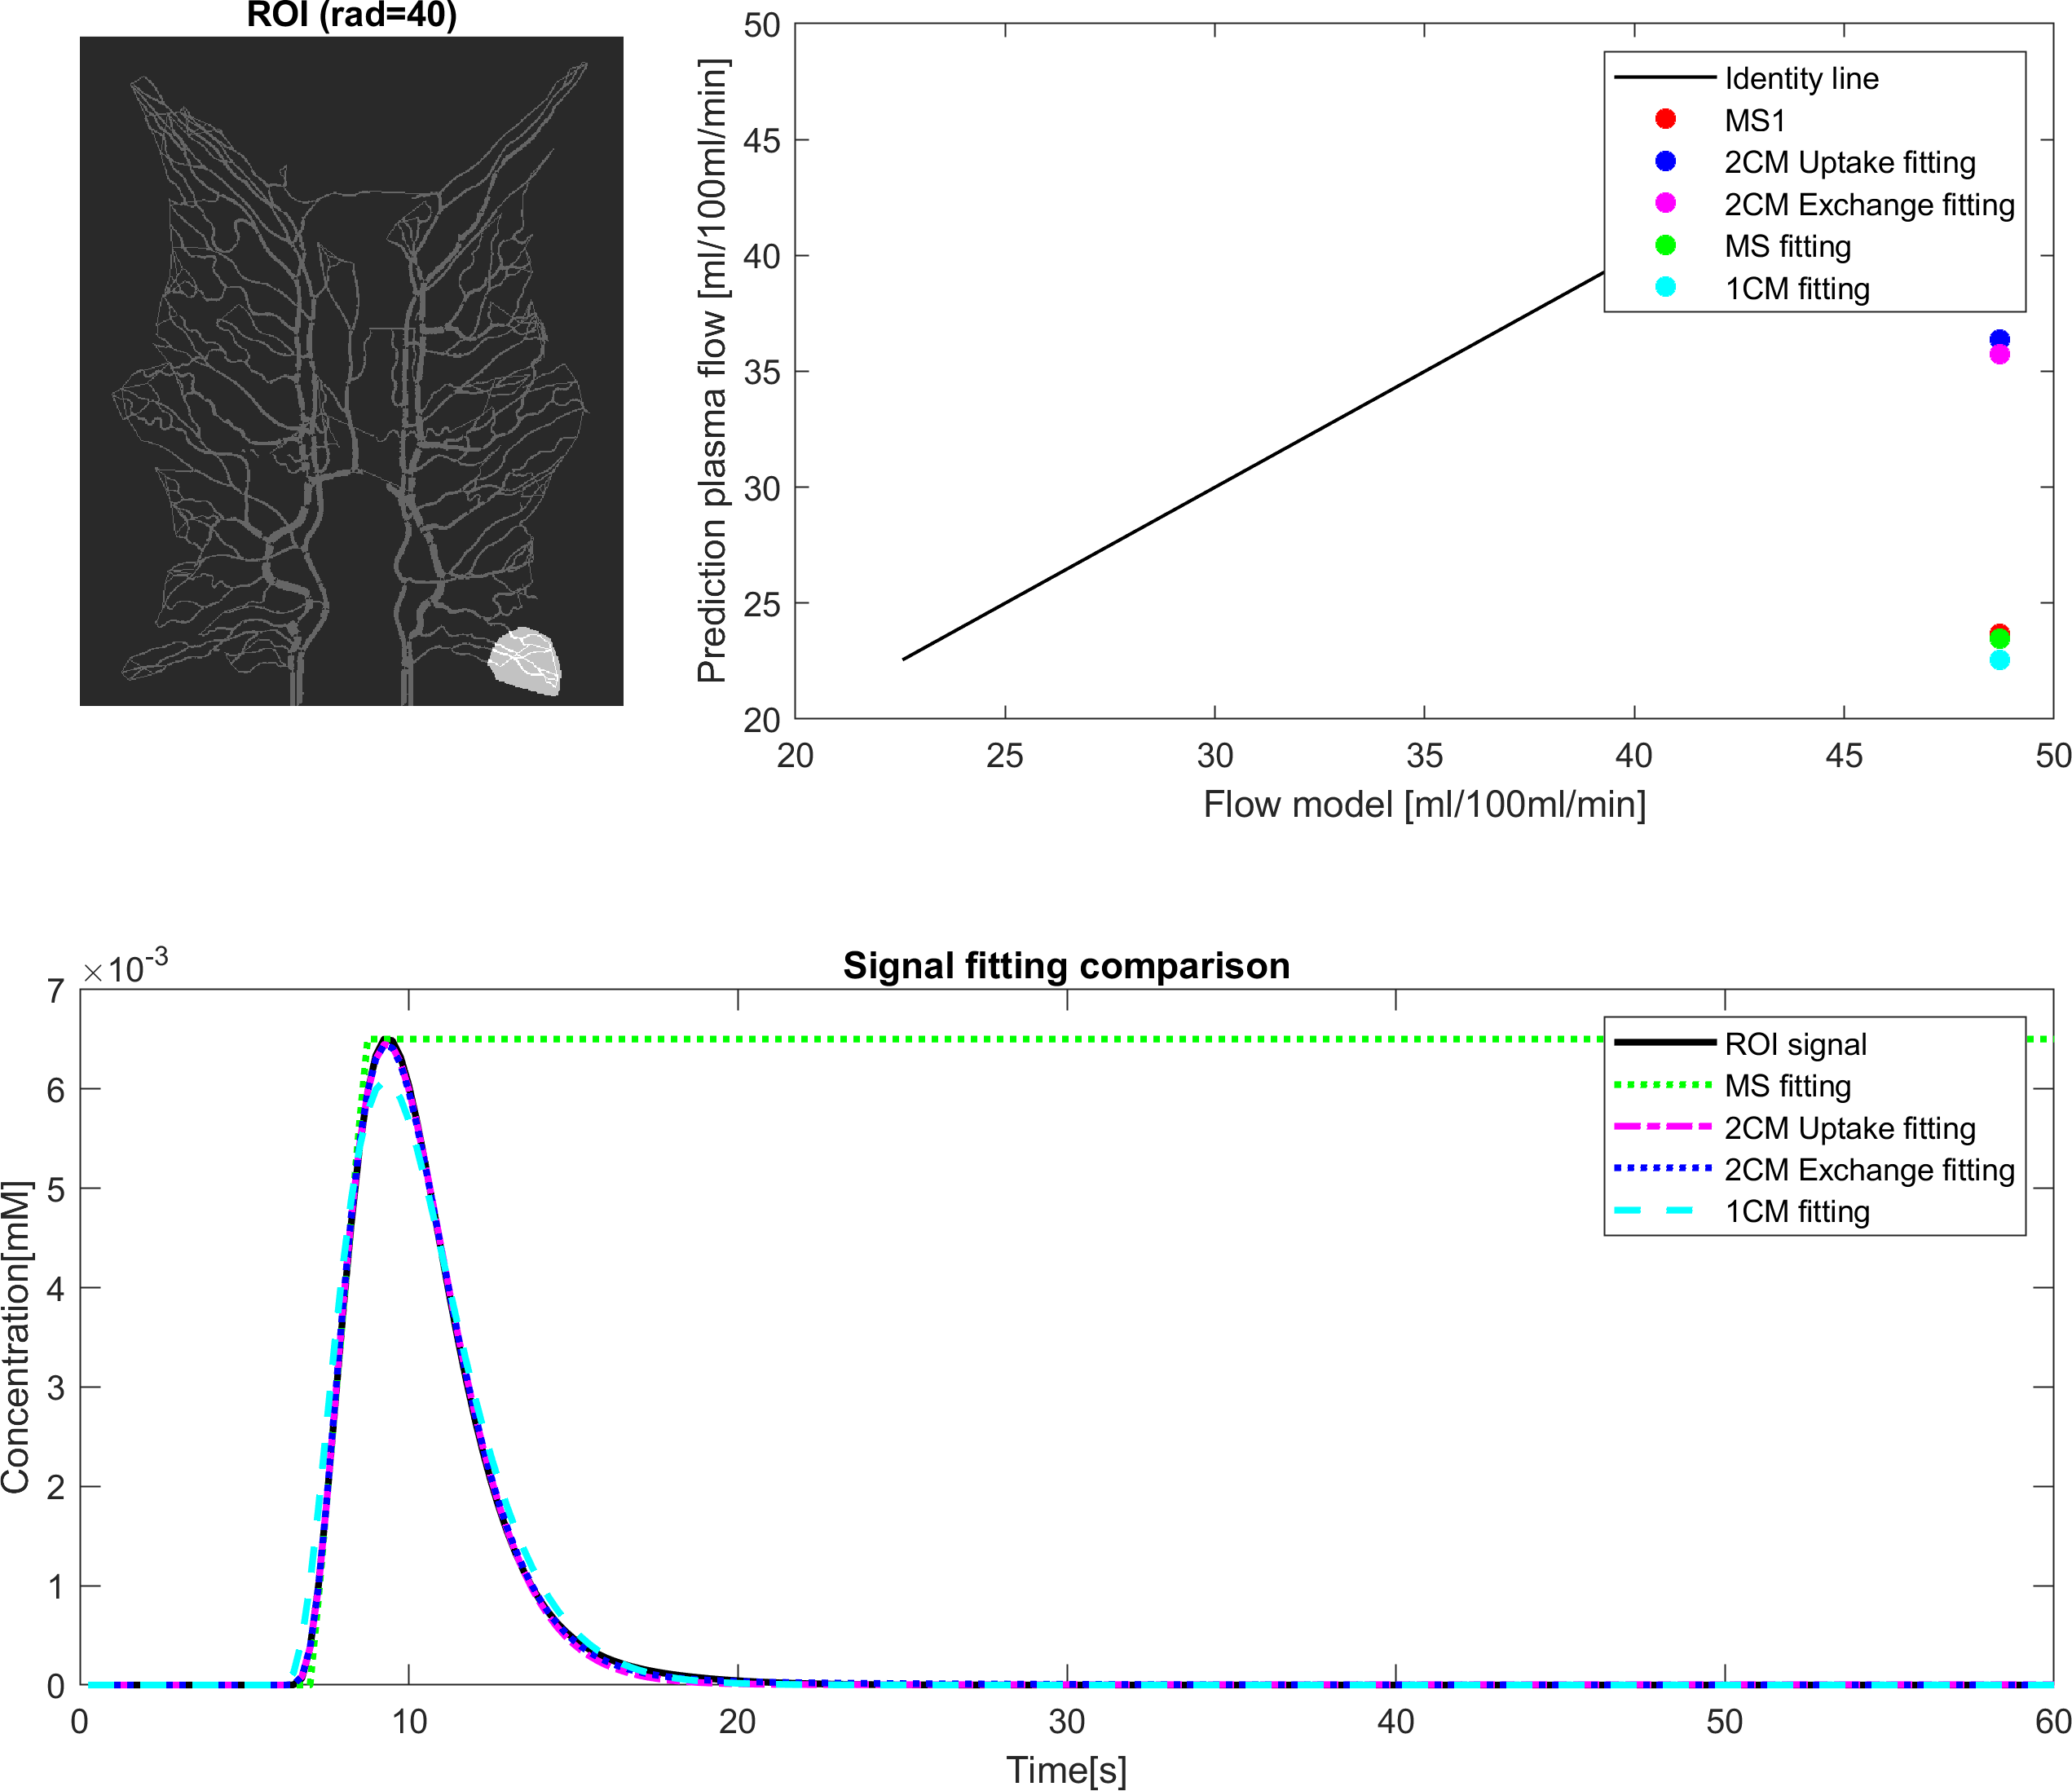 ROI (rad=40)
50
45
40
35
30
25
20
Prediction plasma flow [ml/100ml/min]
Identity line
MS1
2CM Uptake fitting
2CM Exchange fitting
MS fitting
1CM fitting
20 25 30 35 40 45 50
Flow model [ml/100ml/min]
Signal fitting comparison
×10-3
7
6
5
4
3
2
1
0
Concentration[mM]
ROI signal
MS fitting
2CM Uptake fitting
2CM Exchange fitting
1CM fitting
0 10 20 30 40 50 60
Time[s]